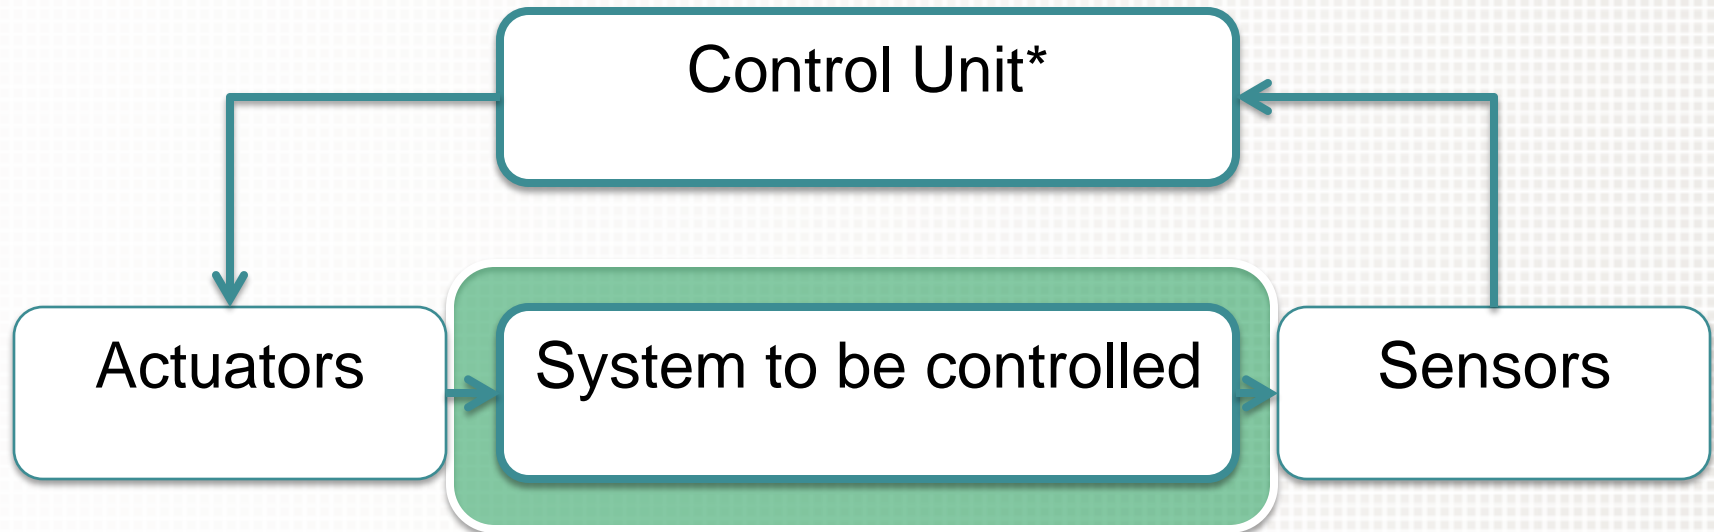 Control Unit*
Actuators
System to be controlled
Sensors